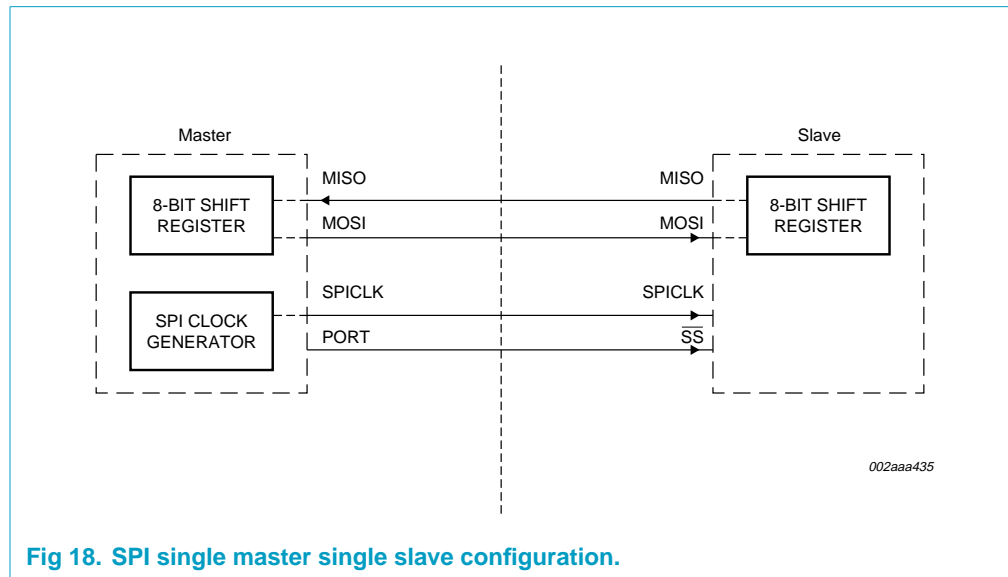 Master
Slave
MISO
MISO
8-BIT SHIFT
REGISTER
8-BIT SHIFT
REGISTER
MOSI
MOSI
SPICLK
SPICLK
SPI CLOCK
GENERATOR
PORT
S̅S̅
002aaa435
Fig 18. SPI single master single slave configuration.